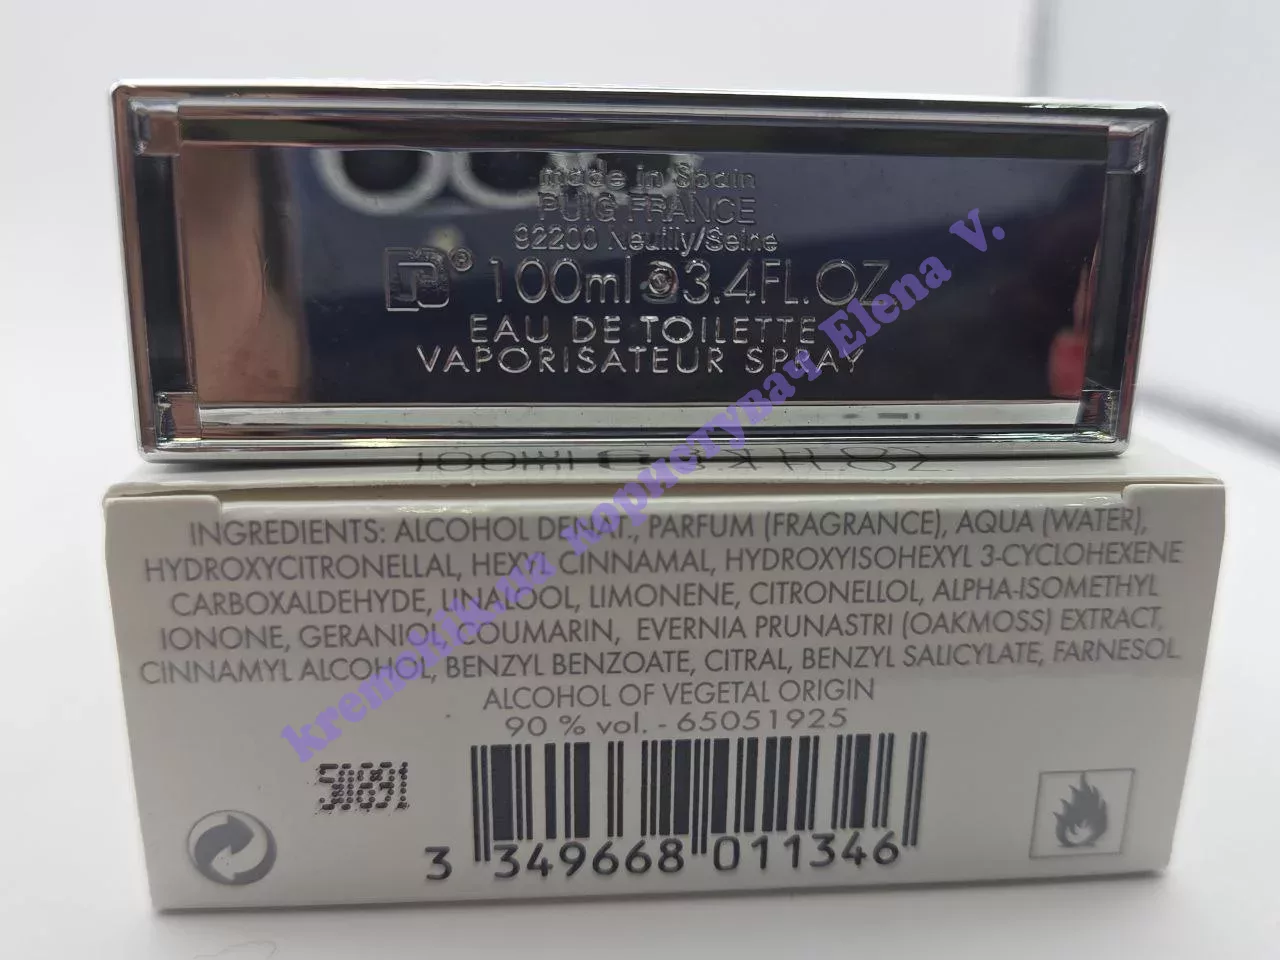 made in Spain
PUIG FRANCE
92200 Neuilly/Seine
® 100ml ℮ 3.4FL.OZ.
EAU DE TOILETTE
VAPORISATEUR SPRAY
INGREDIENTS: ALCOHOL DENAT., PARFUM (FRAGRANCE), AQUA (WATER),
HYDROXYCITRONELLAL, HEXYL CINNAMAL, HYDROXYISOHEXYL 3-CYCLOHEXENE
CARBOXALDEHYDE, LINALOOL, LIMONENE, CITRONELLOL, ALPHA-ISOMETHYL
IONONE, GERANIOL, COUMARIN, EVERNIA PRUNASTRI (OAKMOSS) EXTRACT,
CINNAMYL ALCOHOL, BENZYL BENZOATE, CITRAL, BENZYL SALICYLATE, FARNESOL.
ALCOHOL OF VEGETAL ORIGIN
90 % vol. - 65051925
3 349668 011346
kremonik.ua користувач Elena V.